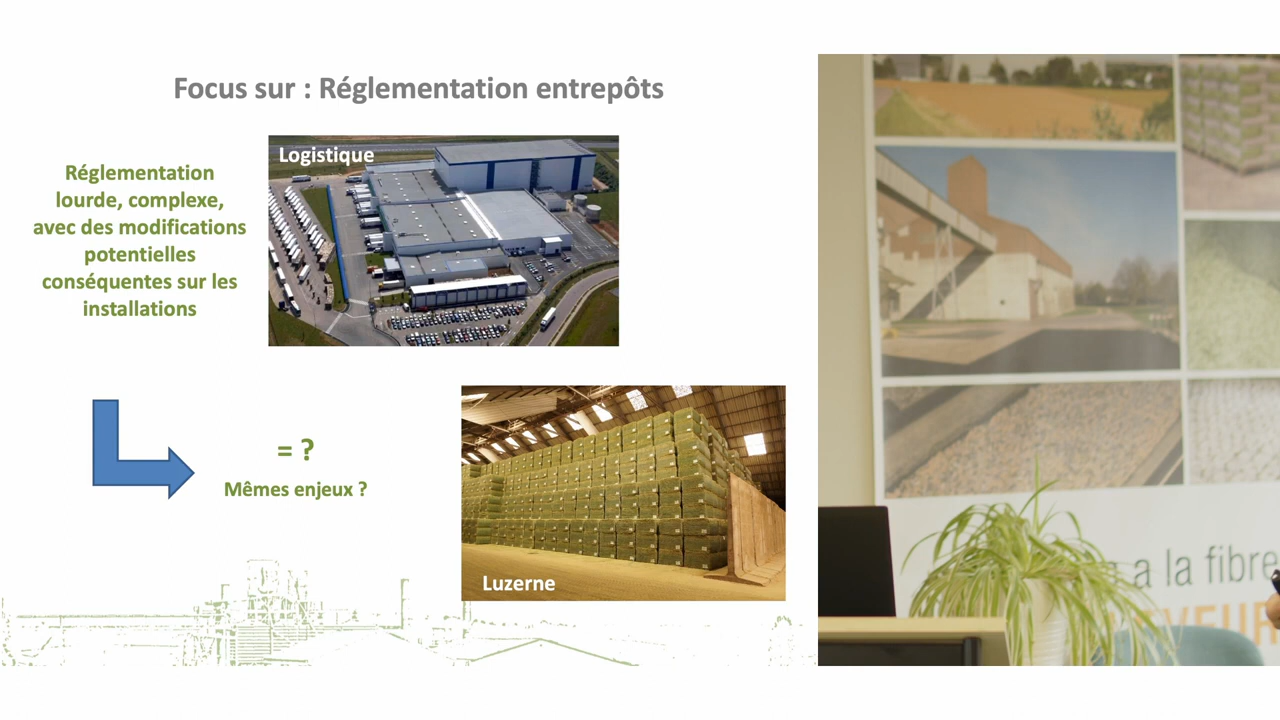 Focus sur : Réglementation entrepôts
Réglementation
lourde, complexe,
avec des modifications
potentielles
conséquentes sur les
installations
Logistique
= ?
Mêmes enjeux ?
Luzerne
a la fibre